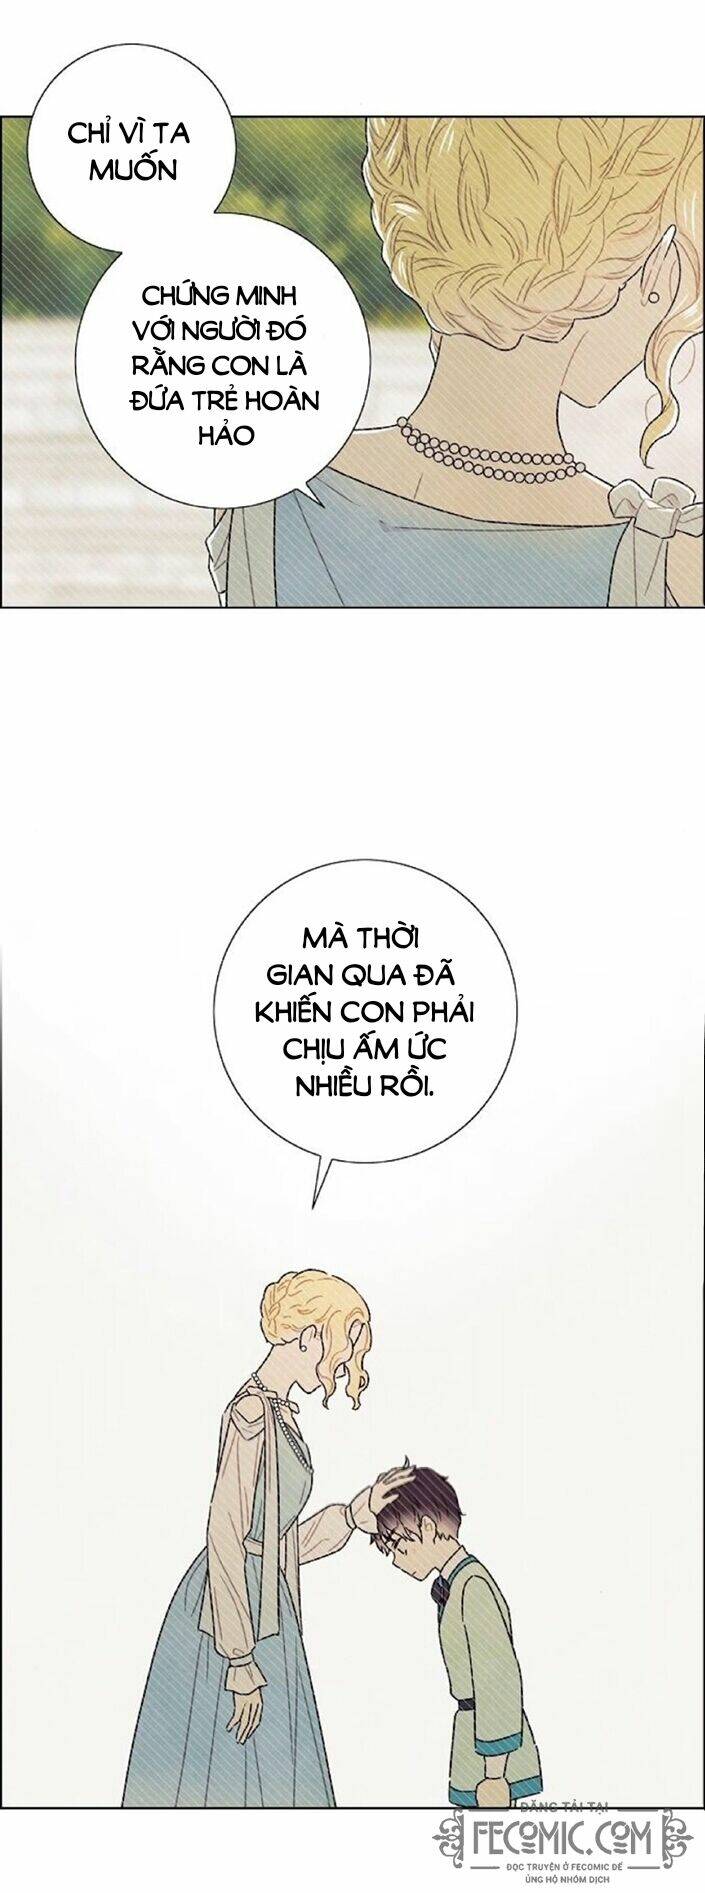 CHỈ VÌ TA
MUỐN
CHỨNG MINH
VỚI NGƯỜI ĐÓ
RẰNG CON LÀ
ĐỨA TRẺ HOÀN
HẢO
MÀ THỜI
GIAN QUA ĐÃ
KHIẾN CON PHẢI
CHỊU ẤM ỨC
NHIỀU RỒI.
ĐĂNG TẢI TẠI
FECOMIC.COM
ĐỌC TRUYỆN Ở FECOMIC ĐỂ
ỦNG HỘ NHÓM DỊCH